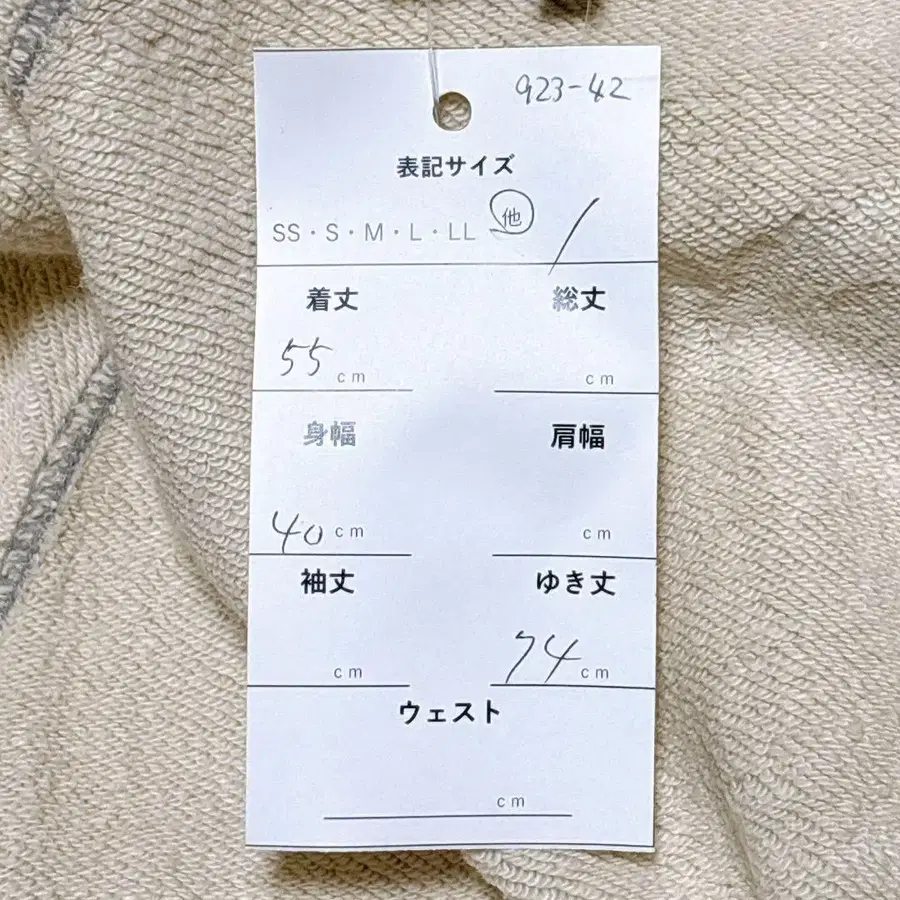 923-42
表記サイズ
SS・S・M・L・LL 他 1
着丈 総丈
55 cm cm
身幅 肩幅
40 cm cm
袖丈 ゆき丈
cm 74 cm
ウェスト
cm